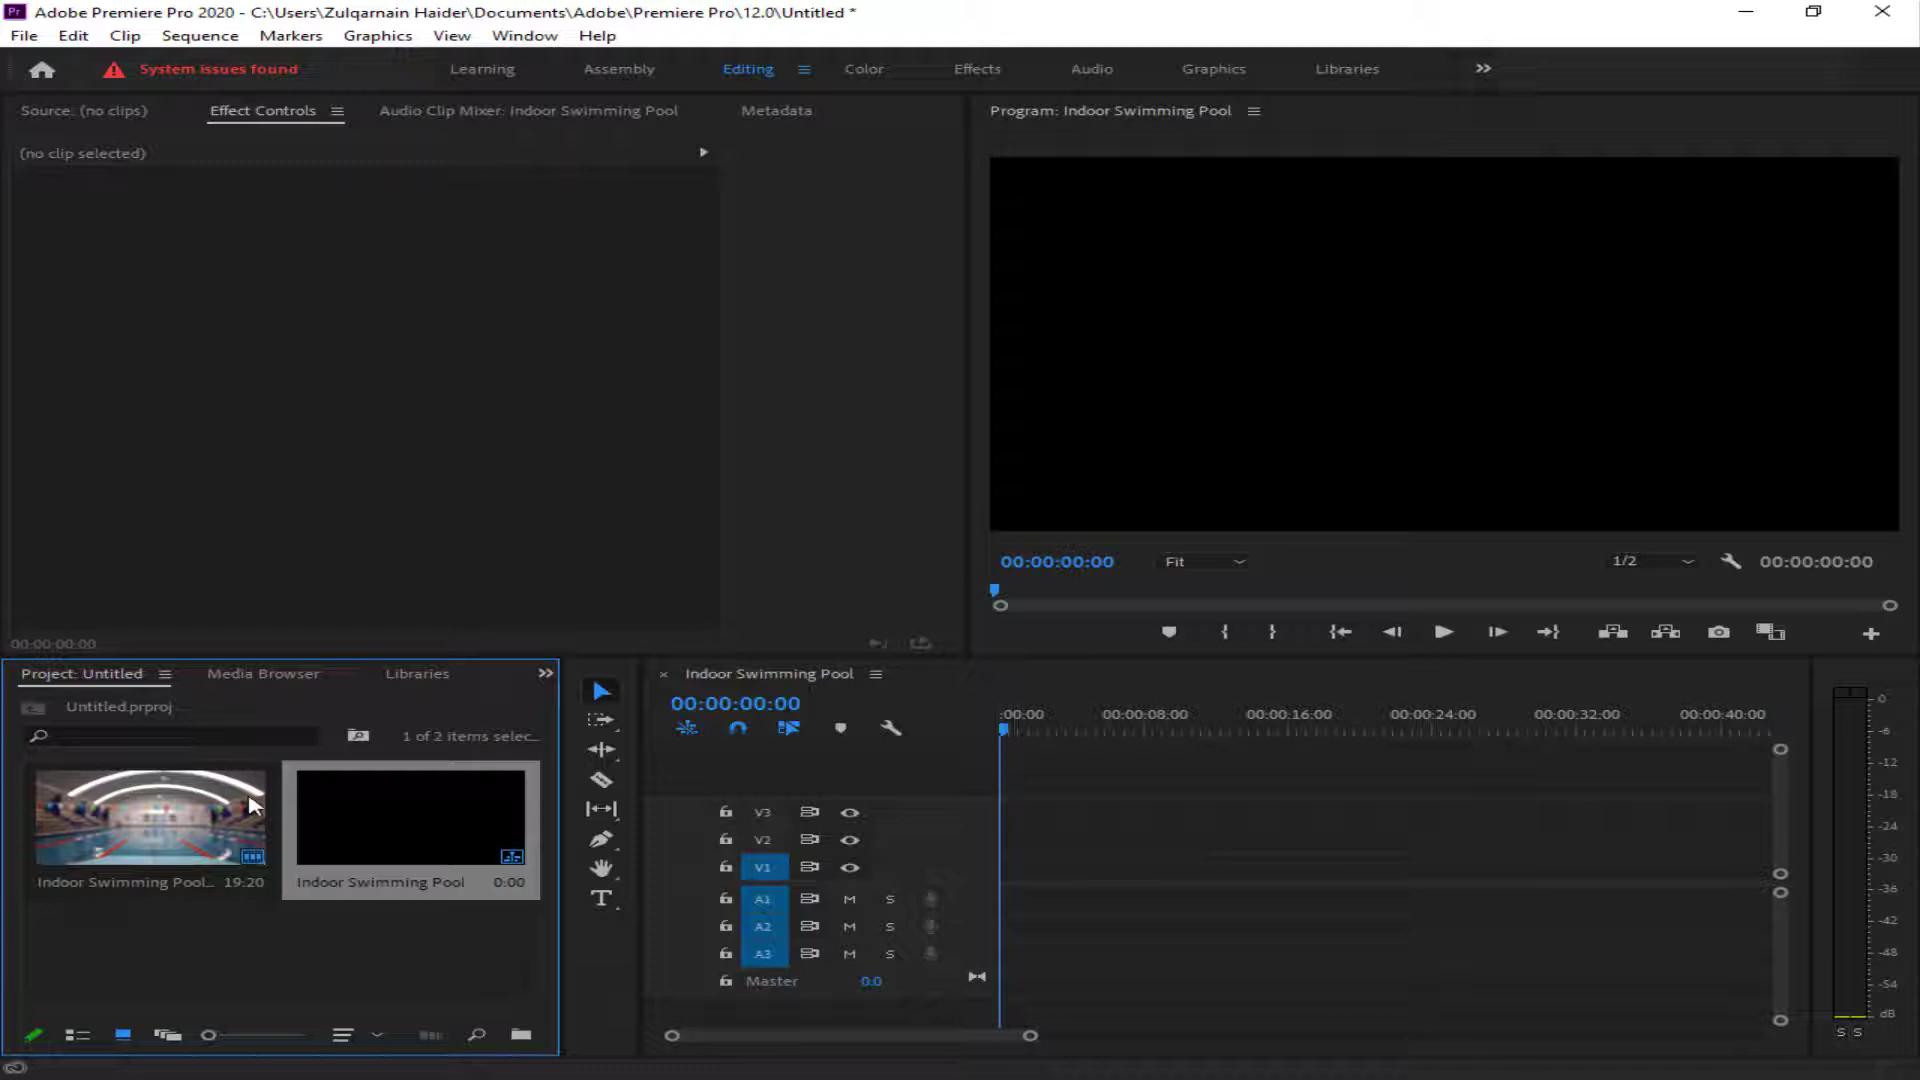 Adobe Premiere Pro 2020 - C:\Users\Zulqarnain Haider\Documents\Adobe\Premiere Pro\12.0\Untitled *
File Edit Clip Sequence Markers Graphics View Window Help
System issues found Learning Assembly Editing Color Effects Audio Graphics Libraries
Source: (no clips) Effect Controls Audio Clip Mixer: Indoor Swimming Pool Metadata Program: Indoor Swimming Pool
(no clip selected)
00:00:00:00 Fit 1/2 00:00:00:00
00:00:00:00
Project: Untitled Media Browser Libraries Indoor Swimming Pool
Untitled.prproj 00:00:00:00
:00:00 00:00:08:00 00:00:16:00 00:00:24:00 00:00:32:00 00:00:40:00
1 of 2 items selec...
V3
V2
V1
Indoor Swimming Pool... 19:20 Indoor Swimming Pool 0:00
A1 M S
A2 M S
A3 M S
Master 0.0
0
-6
-12
-18
-24
-30
-36
-42
-48
-54
dB
S S